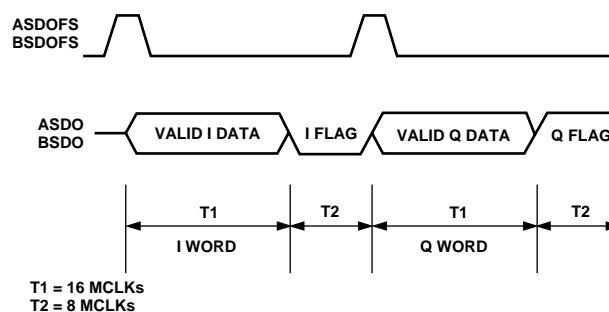 ASDOFS
BSDOFS
ASDO
BSDO
VALID I DATA
I FLAG
VALID Q DATA
Q FLAG
T1
T2
T1
T2
I WORD
Q WORD
T1 = 16 MCLKs
T2 = 8 MCLKs